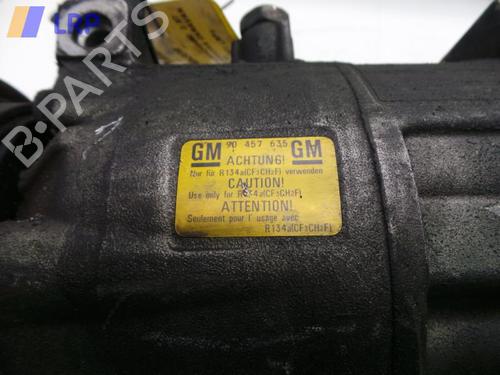 LRP
B-PARTS
GM 90 457 635 GM
ACHTUNG!
Nur für R134a(CF3CH2F) verwenden
CAUTION!
Use only for R134a(CF3CH2F)
ATTENTION!
Seulement pour l' usage avec
R134a(CF3CH2F)